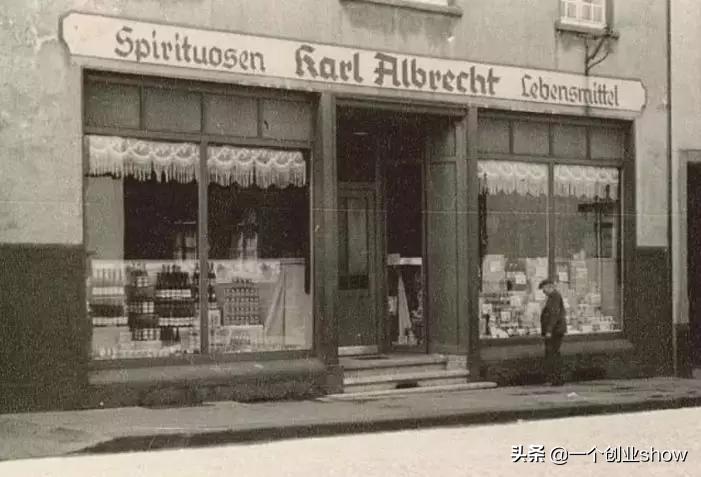 Spirituosen Karl Albrecht Lebensmittel
头条 @一个创业show